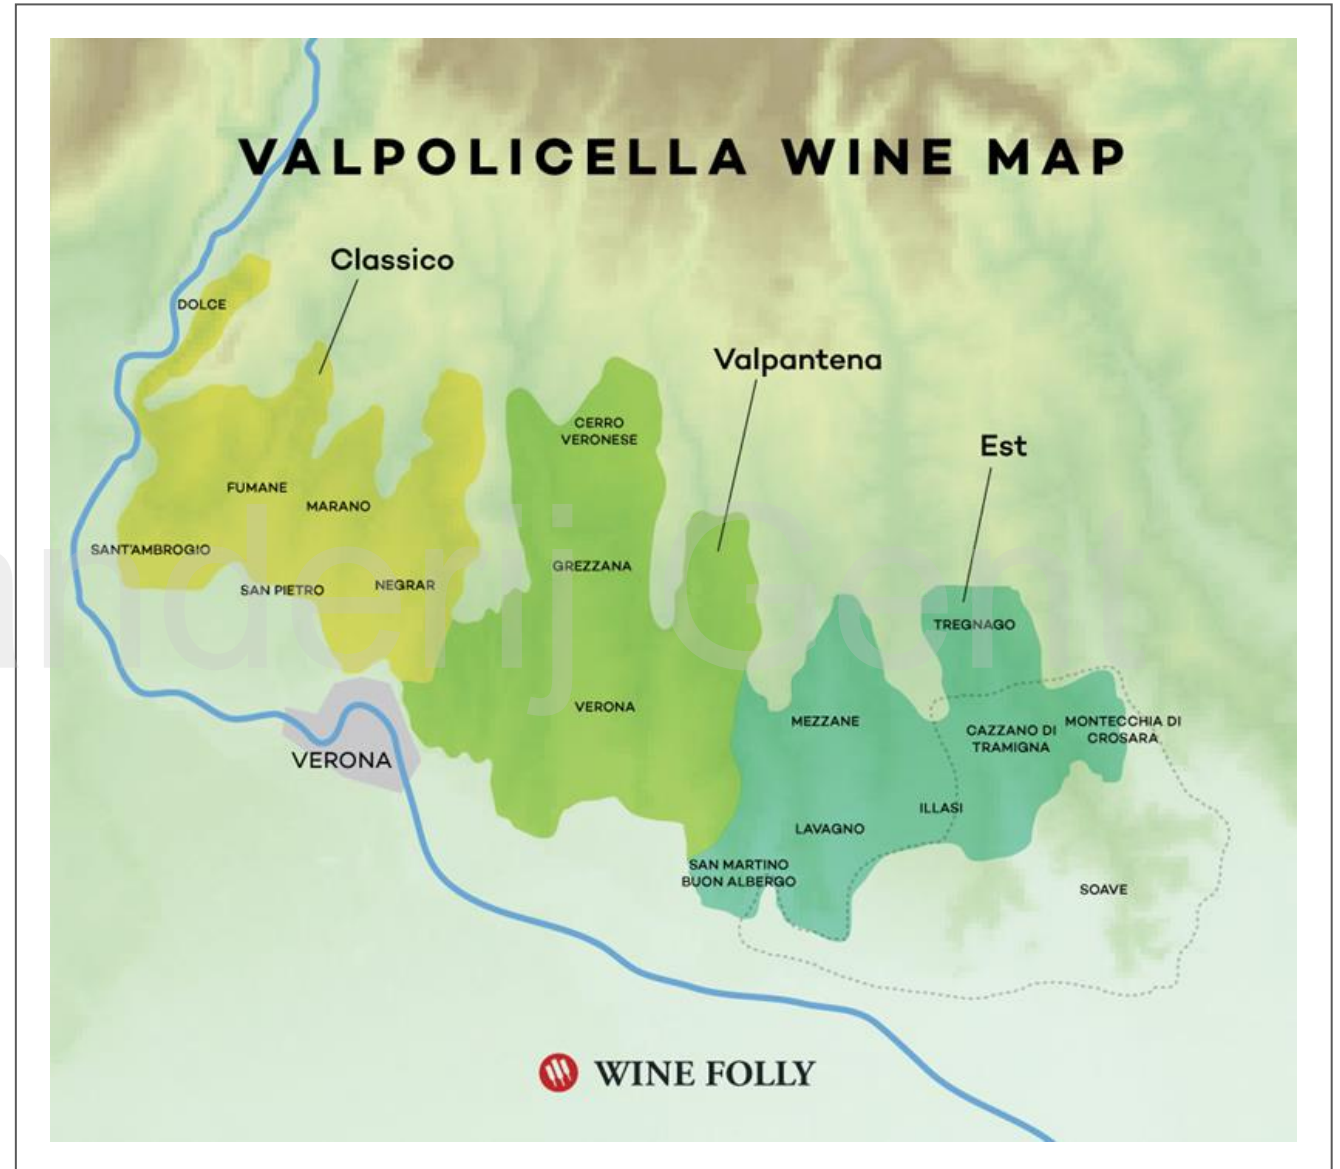 VALPOLICELLA WINE MAP
Classico
DOLCE
Valpantena
CERRO
VERONESE
Est
FUMANE
MARANO
SANT'AMBROGIO
GREZZANA
SAN PIETRO
NEGRAR
TREGNAGO
VERONA
MEZZANE
MONTECCHIA DI
CROSARA
CAZZANO DI
TRAMIGNA
VERONA
ILLASI
LAVAGNO
SAN MARTINO
BUON ALBERGO
SOAVE
WINE FOLLY